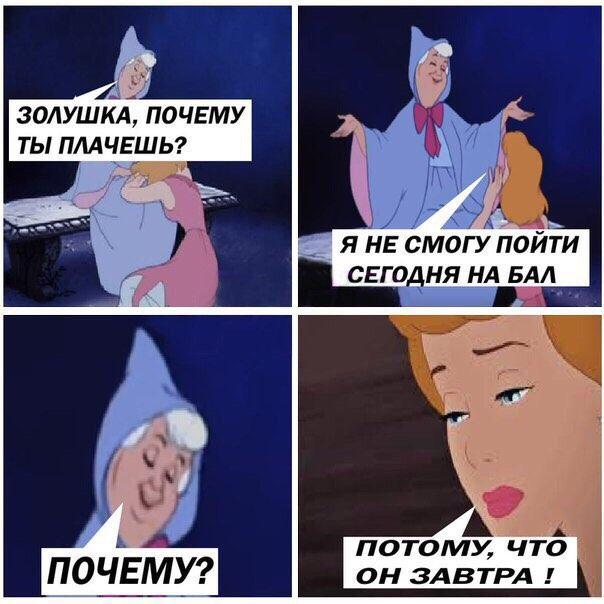 ЗОЛУШКА, ПОЧЕМУ
ТЫ ПЛАЧЕШЬ?
Я НЕ СМОГУ ПОЙТИ
СЕГОДНЯ НА БАЛ
ПОЧЕМУ?
ПОТОМУ, ЧТО
ОН ЗАВТРА !